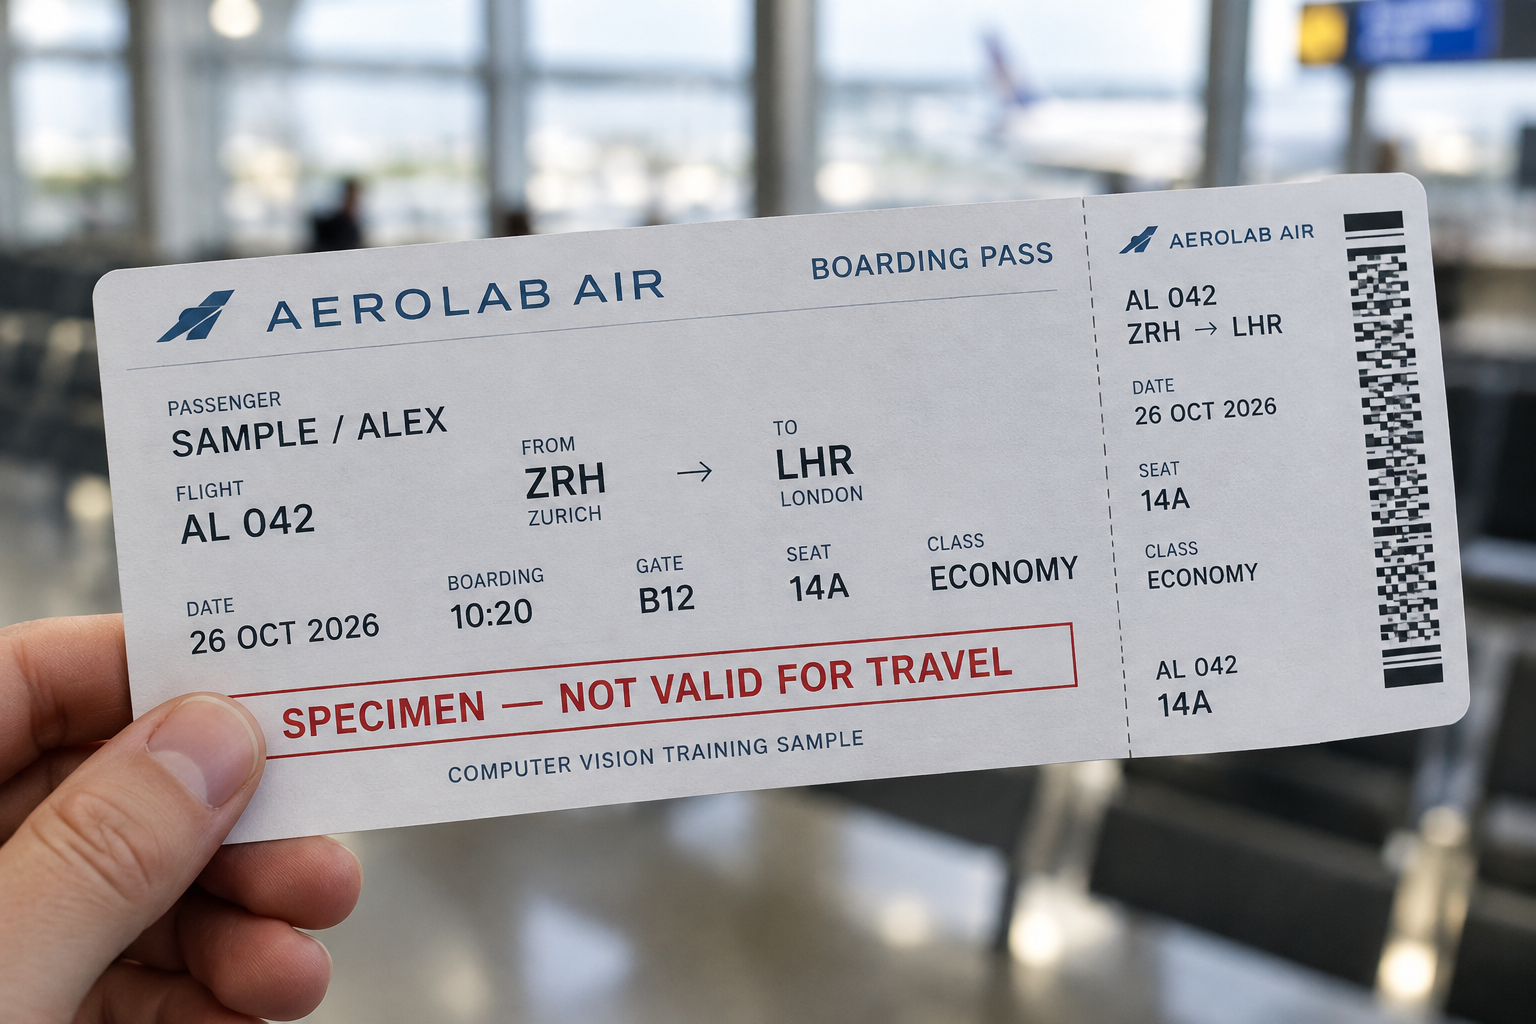 AEROLAB AIR
BOARDING PASS
PASSENGER
SAMPLE / ALEX
FLIGHT
AL 042
FROM
ZRH
ZURICH
→
TO
LHR
LONDON
DATE
26 OCT 2026
BOARDING
10:20
GATE
B12
SEAT
14A
CLASS
ECONOMY
SPECIMEN — NOT VALID FOR TRAVEL
COMPUTER VISION TRAINING SAMPLE
AEROLAB AIR
AL 042
ZRH → LHR
DATE
26 OCT 2026
SEAT
14A
CLASS
ECONOMY
AL 042
14A